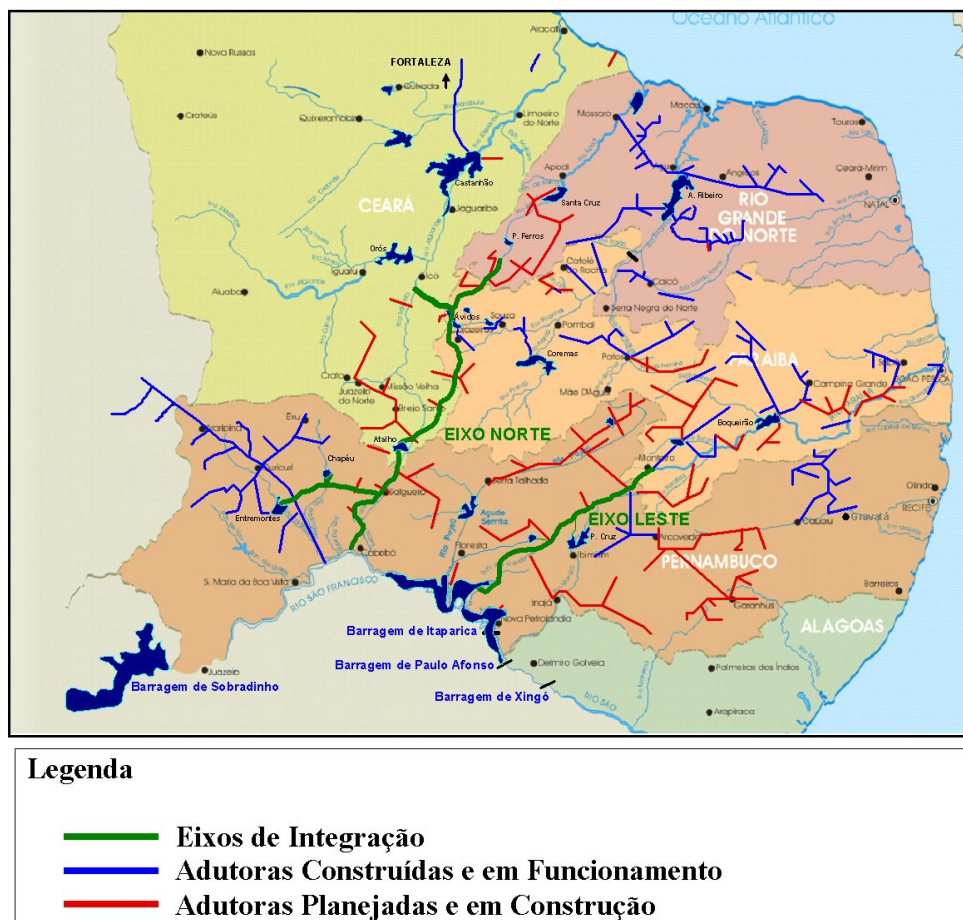 Oceano Atlântico
Aracati
Nova Russas
FORTALEZA
Quixadá
Macau
Crateús
Quixeramobim
Limoeiro
do Norte
Mossoró
Touros
Apodi
Angicos
Ceará-Mirim
Castanhão
CEARÁ
Santa Cruz
A. Ribeiro
RIO
GRANDE
DO NORTE
NATAL
Jaguaribe
P. Ferros
Orós
Iguatu
Icó
Catolé
do Rocha
Caicó
Aiuaba
Serra Negra do Norte
Ávidos
Souza
Pombal
Coremas
Patos
PARAÍBA
JOÃO PESSOA
Crato
Juazeiro
do Norte
Missão Velha
Mãe D'Água
Campina Grande
Brejo Santo
Araripina
Exu
Atalho
EIXO NORTE
Boqueirão
Ouricuri
Chapéu
Monteiro
Serra Talhada
Salgueiro
Entremontes
Açude
Serrita
Rio Pajeú
EIXO LESTE
Olinda
RECIFE
Caruaru
Gravatá
P. Cruz
Arcoverde
Cabrobó
Floresta
Ibimirim
PERNAMBUCO
S. Maria da Boa Vista
RIO SÃO FRANCISCO
Barreiros
Inajá
Garanhuns
Nova Petrolandia
ALAGOAS
Barragem de Itaparica
Barragem de Paulo Afonso
Delmiro Golveia
Palmeiras dos Índios
Juazeiro
Barragem de Sobradinho
Barragem de Xingó
RIO SÃO
Arapiraca
Legenda
Eixos de Integração
Adutoras Construídas e em Funcionamento
Adutoras Planejadas e em Construção